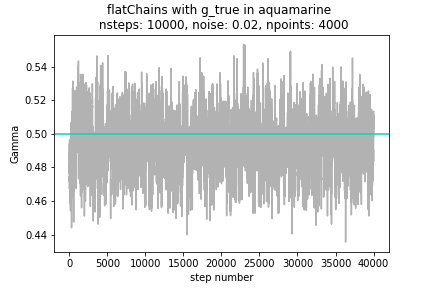 flatChains with g_true in aquamarine
nsteps: 10000, noise: 0.02, npoints: 4000
Gamma
0.54
0.52
0.50
0.48
0.46
0.44
0 5000 10000 15000 20000 25000 30000 35000 40000
step number